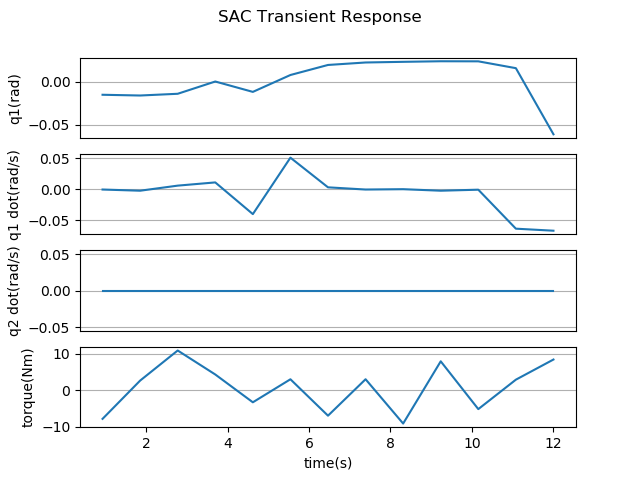 SAC Transient Response
q1(rad)
0.00
−0.05
q1 dot(rad/s)
0.05
0.00
−0.05
q2 dot(rad/s)
0.05
0.00
−0.05
torque(Nm)
10
0
−10
2 4 6 8 10 12
time(s)